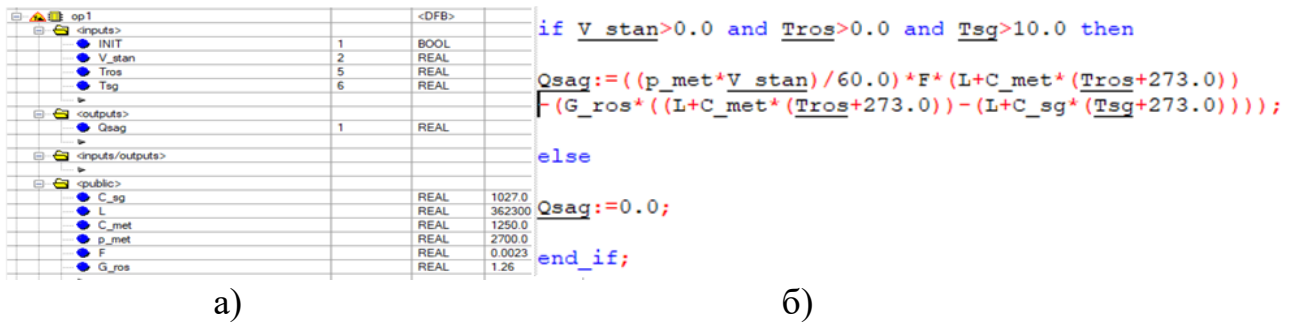 op1 <DFB>
<inputs>
INIT 1 BOOL
V_stan 2 REAL
Tros 5 REAL
Tsg 6 REAL
<outputs>
Qsag 1 REAL
<inputs/outputs>
<public>
C_sg REAL 1027.0
L REAL 362300
C_met REAL 1250.0
p_met REAL 2700.0
F REAL 0.0023
G_ros REAL 1.26
if V_stan>0.0 and Tros>0.0 and Tsg>10.0 then
Qsag:=((p_met*V_stan)/60.0)*F*(L+C_met*(Tros+273.0))
-(G_ros*((L+C_met*(Tros+273.0))-(L+C_sg*(Tsg+273.0))));
else
Qsag:=0.0;
end_if;
а)
б)